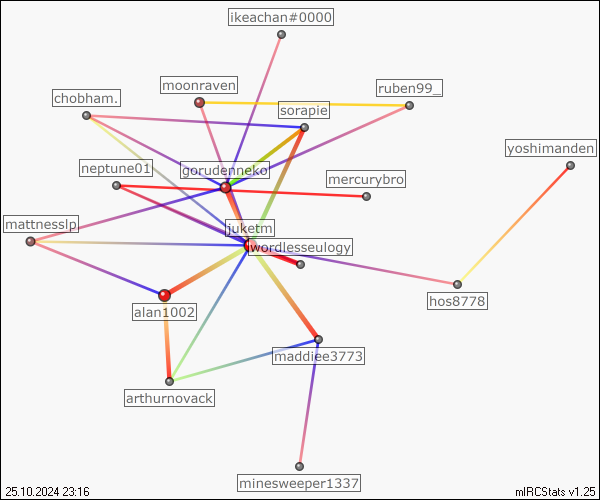 ikeachan#0000
moonraven
ruben99_
chobham.
sorapie
yoshimanden
neptune01
gorudenneko
mercurybro
mattnesslp
juketm
wordlesseulogy
hos8778
alan1002
maddiee3773
arthurnovack
minesweeper1337
25.10.2024 23:16
mIRCStats v1.25